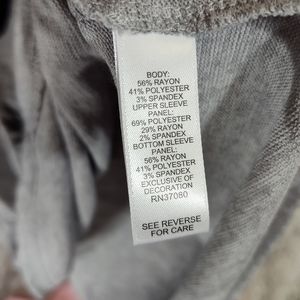 BODY:
56% RAYON
41% POLYESTER
3% SPANDEX
UPPER SLEEVE
PANEL:
69% POLYESTER
29% RAYON
2% SPANDEX
BOTTOM SLEEVE
PANEL:
56% RAYON
41% POLYESTER
3% SPANDEX
EXCLUSIVE OF
DECORATION
RN37080
SEE REVERSE
FOR CARE